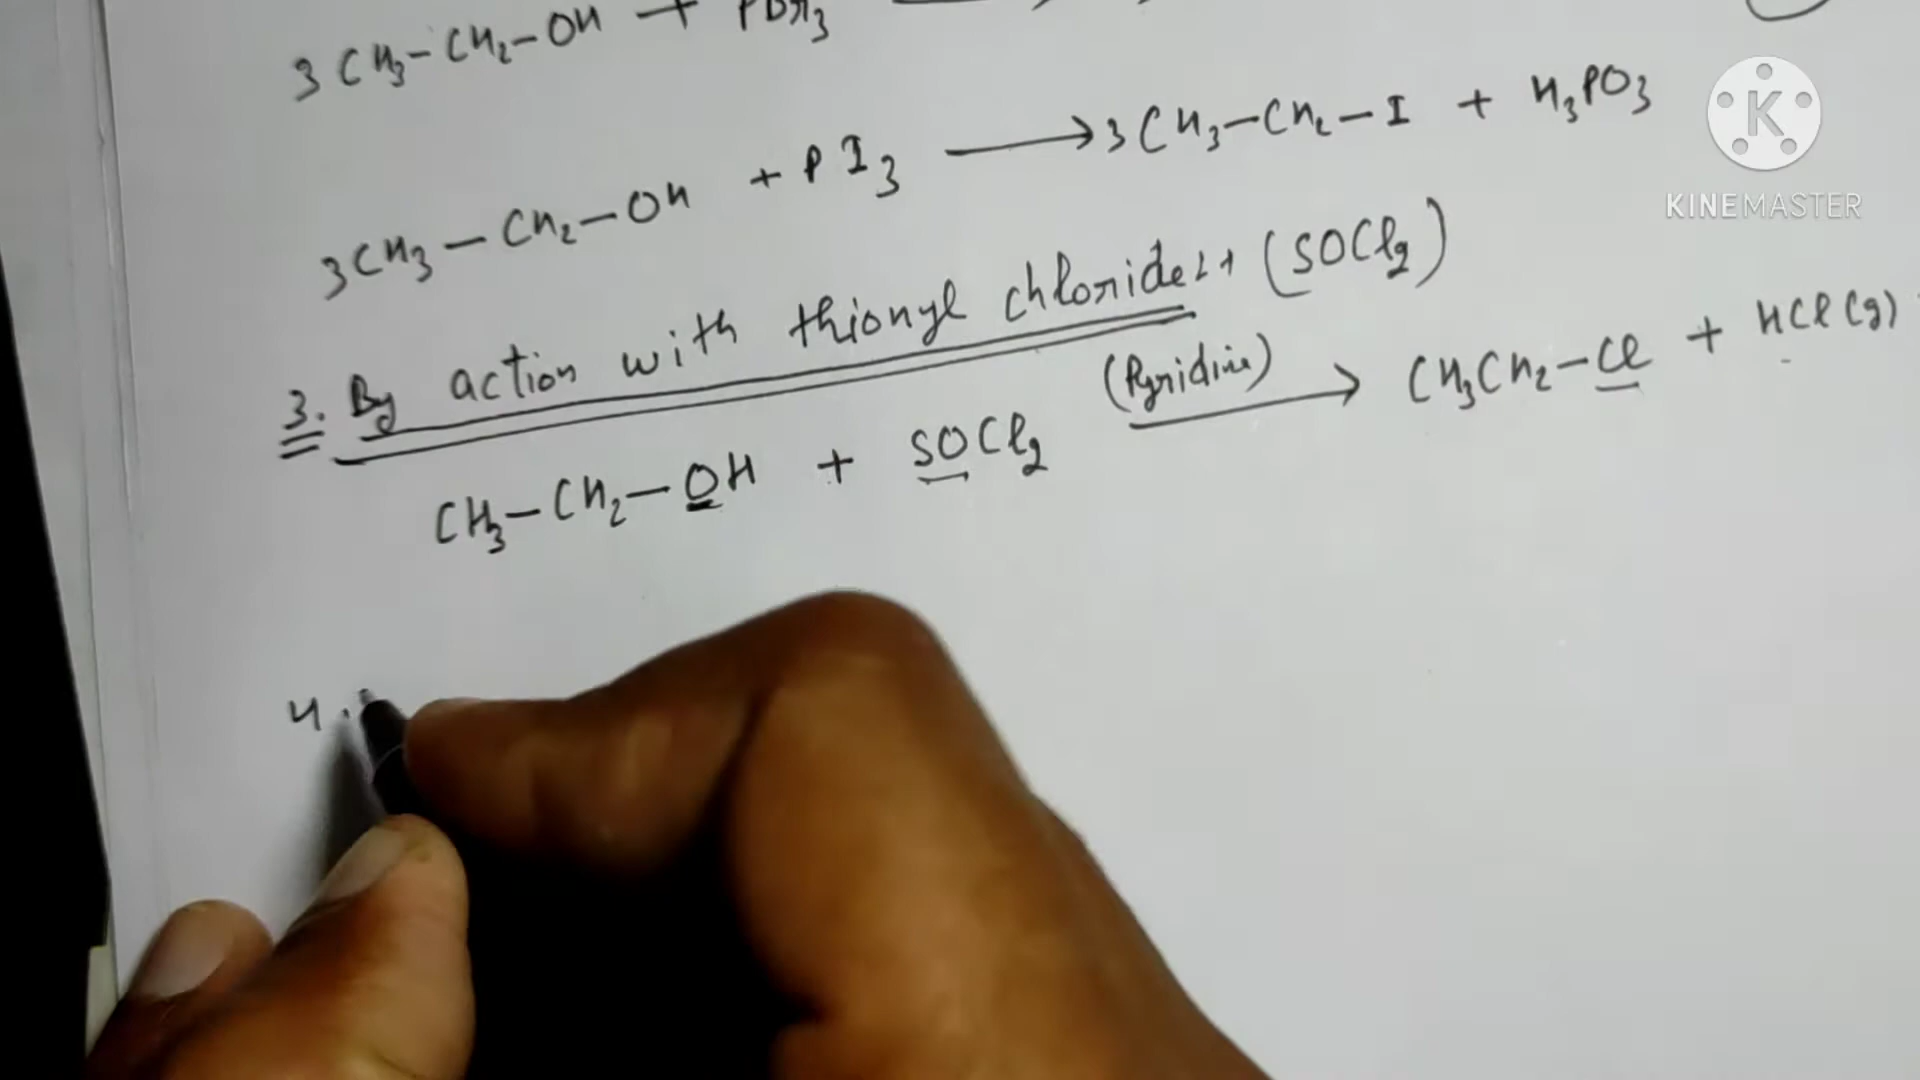 3CH₃-CH₂-OH + PBr₃
3CH₃-CH₂-OH + PI₃ ⟶ 3CH₃-CH₂-I + H₃PO₃
KINEMASTER
3. By action with thionyl chloride:→ (SOCl₂)
CH₃-CH₂-OH + SOCl₂ (Pyridine) ⟶ CH₃CH₂-Cl + HCl(g)
4.